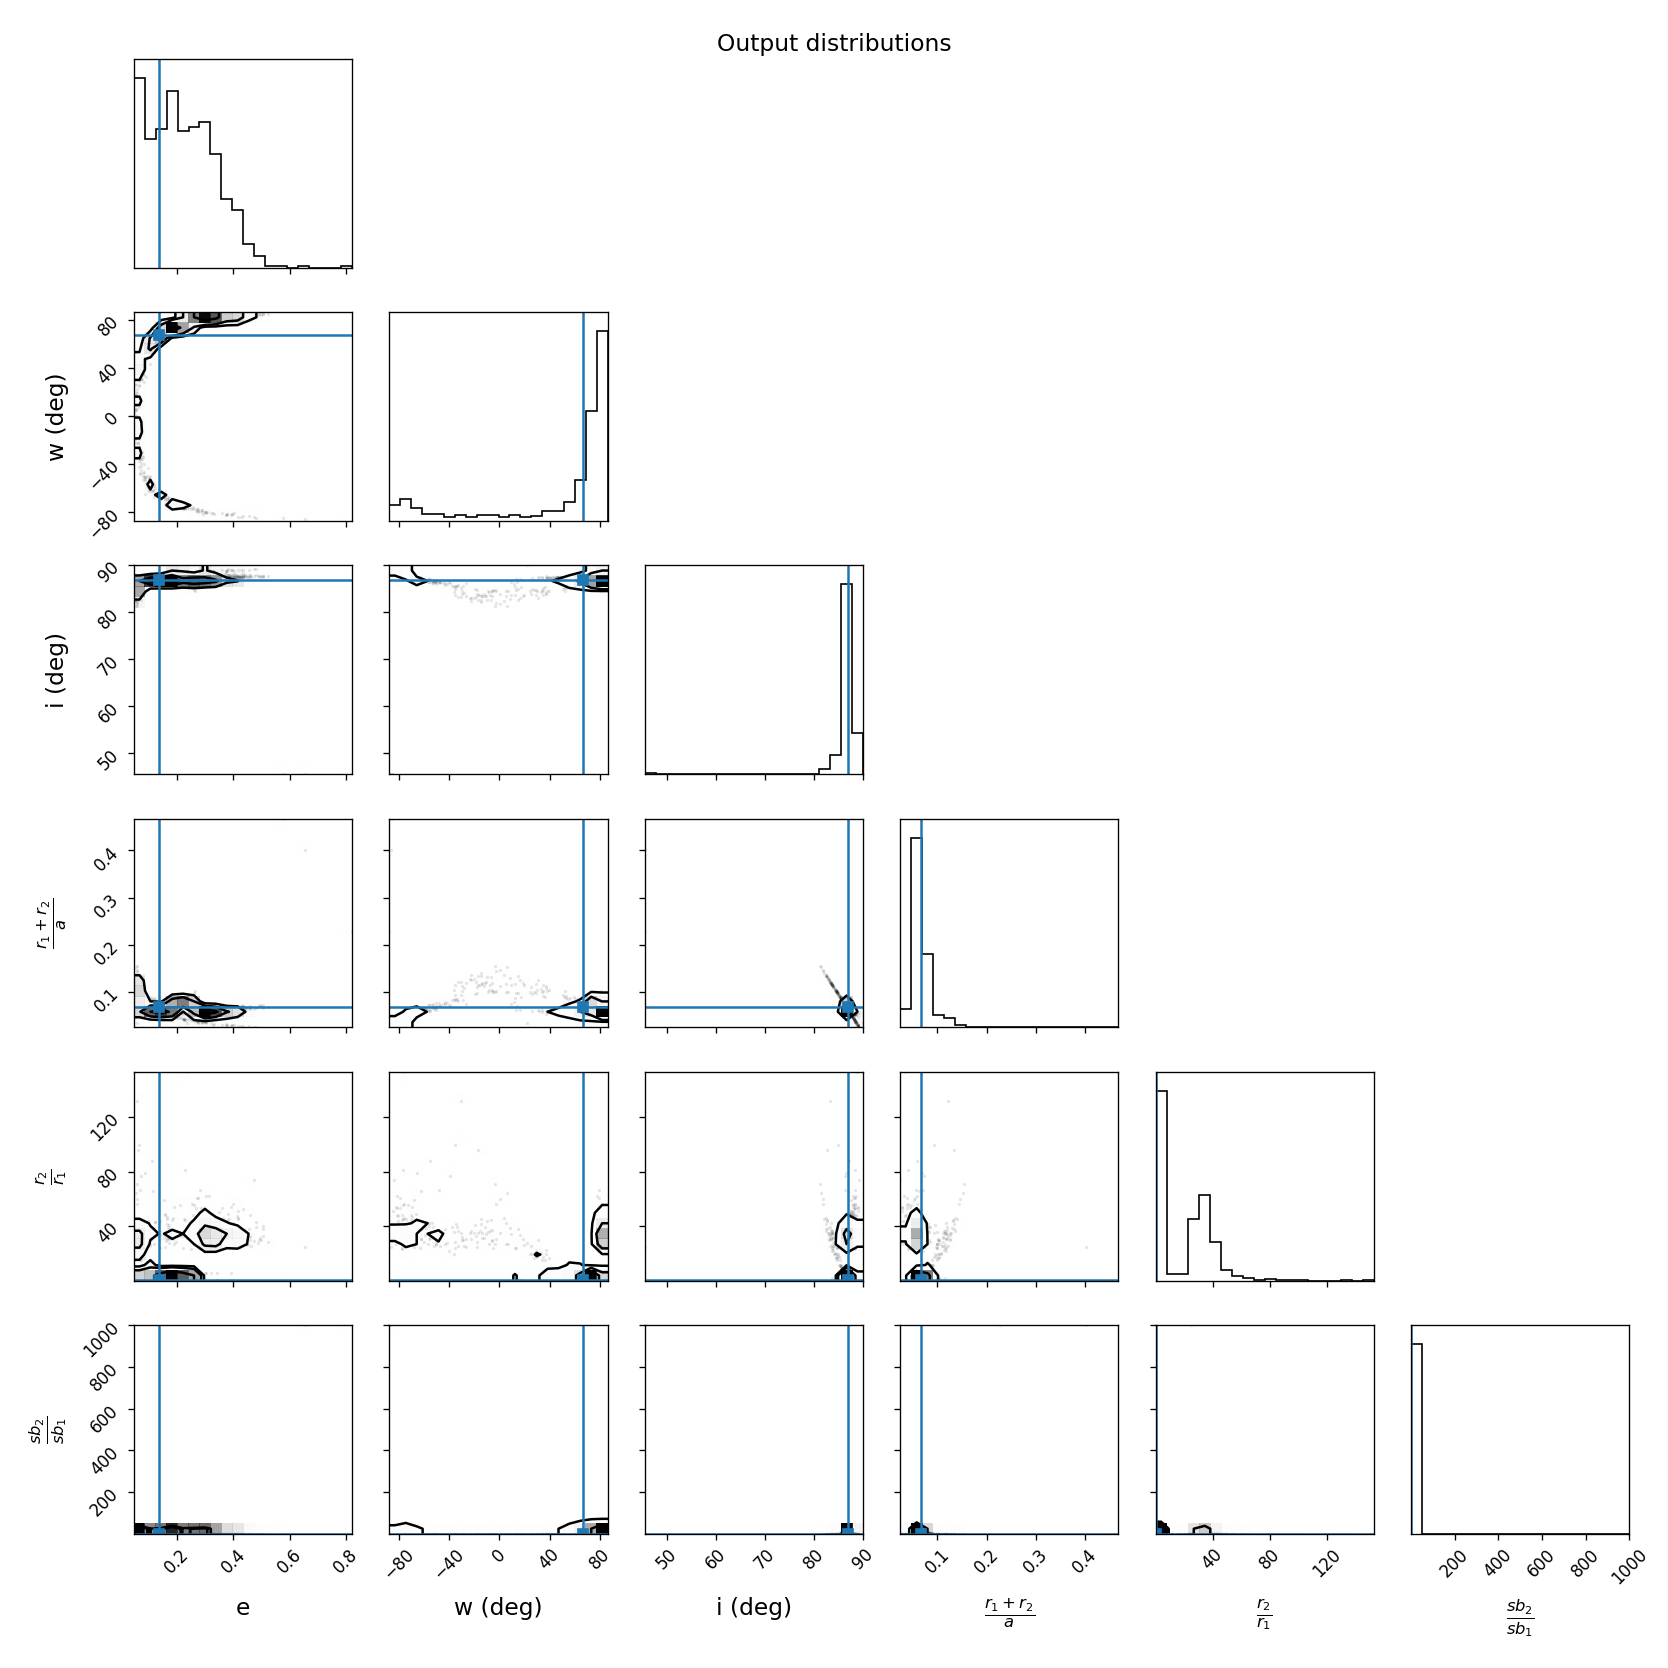 Output distributions
w (deg)
80
40
0
−40
−80
i (deg)
90
80
70
60
50
r₁ + r₂
a
0.4
0.3
0.2
0.1
r₂
r₁
120
80
40
sb₂
sb₁
1000
800
600
400
200
0.2 0.4 0.6 0.8
−80 −40 0 40 80
50 60 70 80 90
0.1 0.2 0.3 0.4
40 80 120
200 400 600 800 1000
e
w (deg)
i (deg)
r₁ + r₂
a
r₂
r₁
sb₂
sb₁